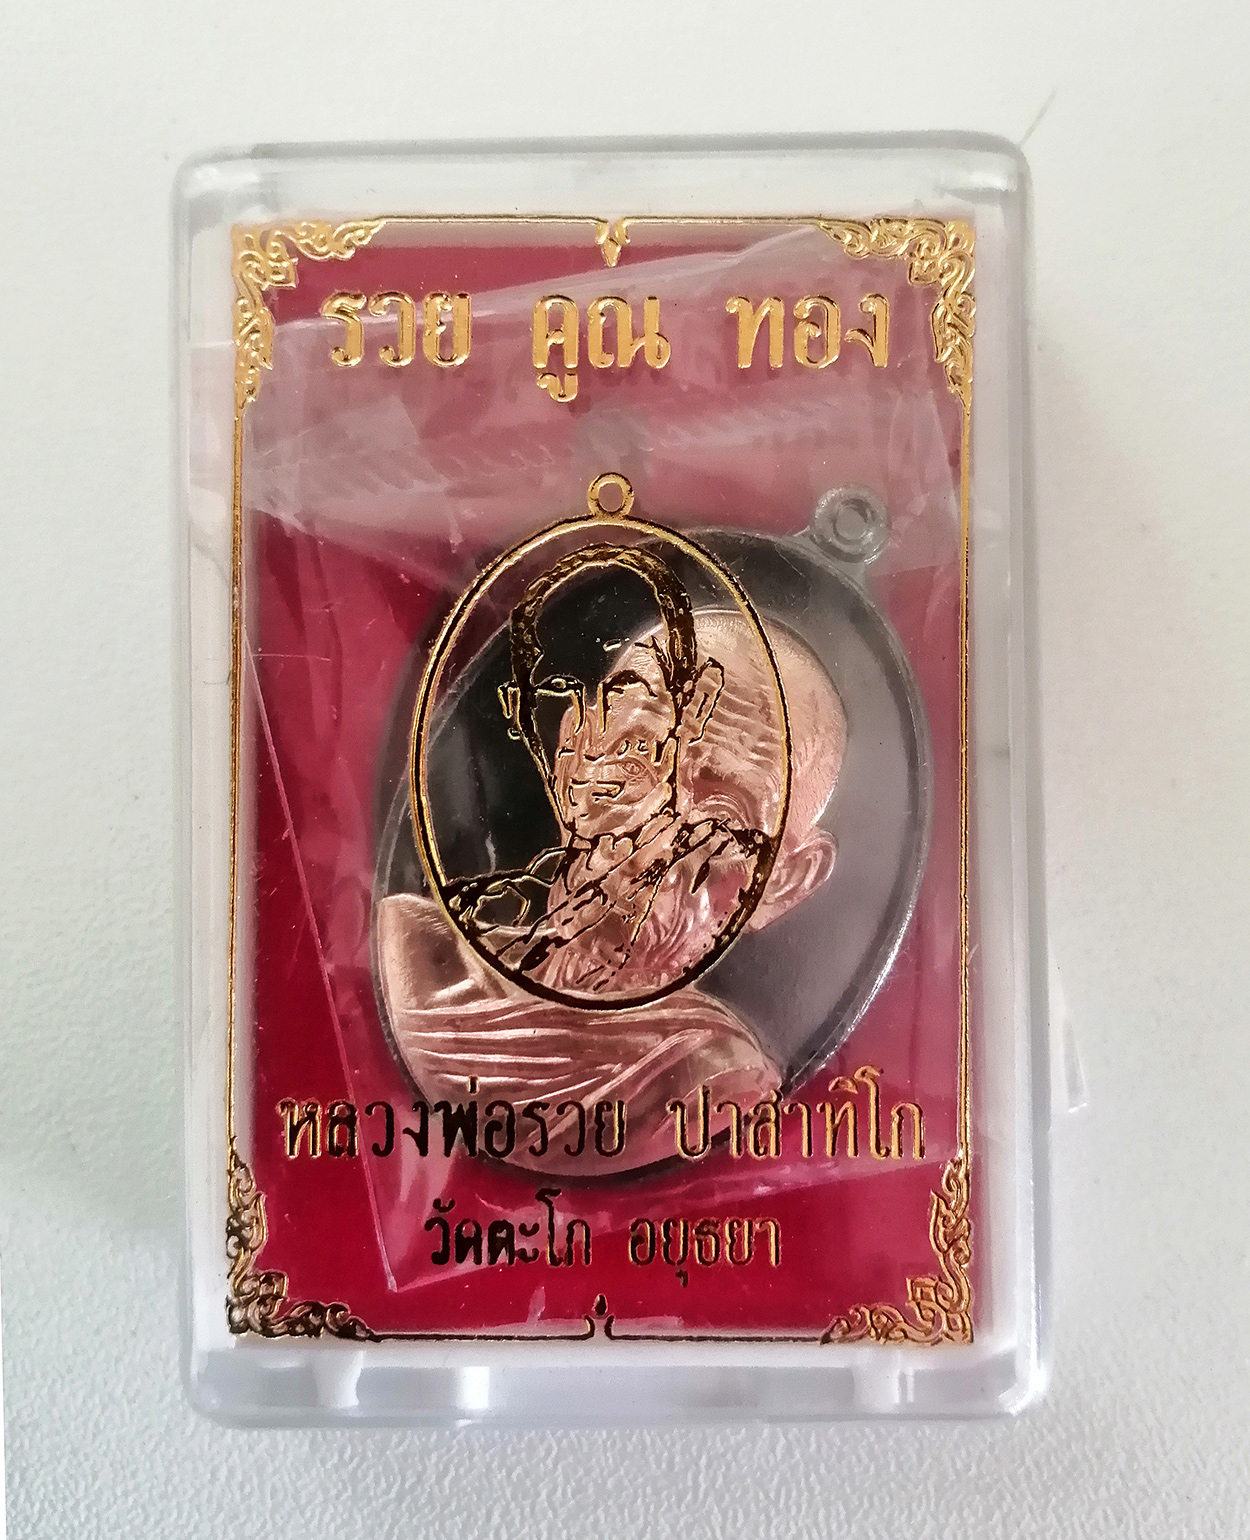 รวย คูณ ทอง
หลวงพ่อรวย ปาสาทิโก
วัดตะโก อยุธยา